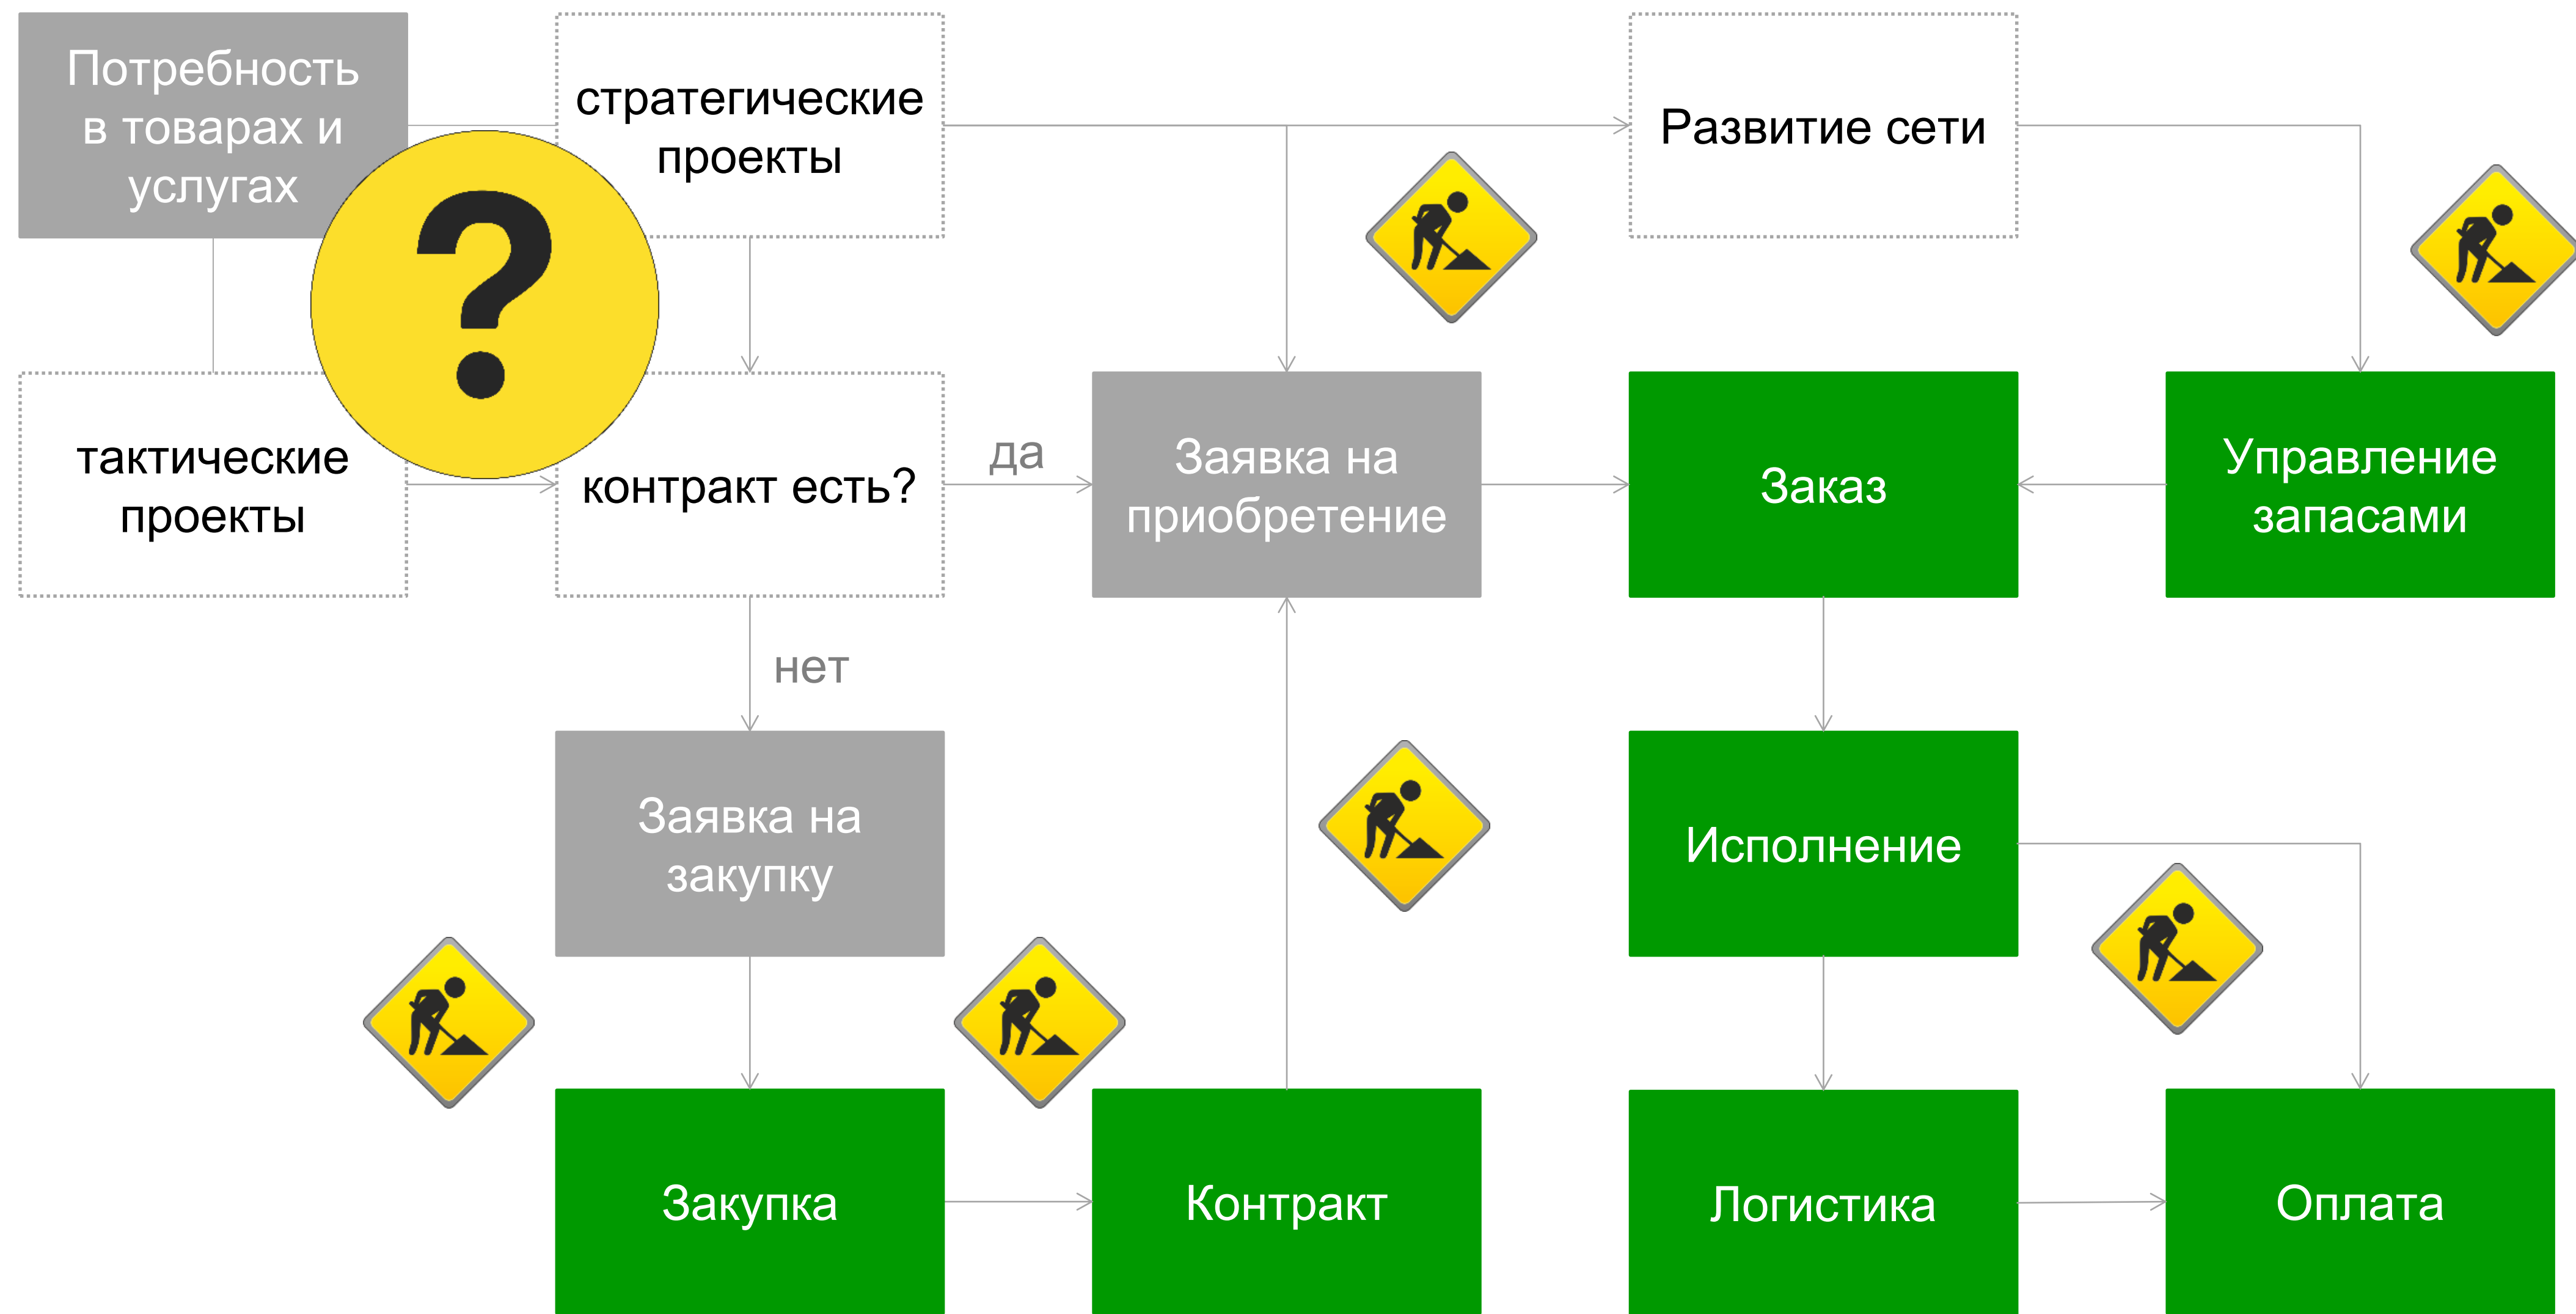 Потребность
в товарах и
услугах
стратегические
проекты
Развитие сети
?
тактические
проекты
контракт есть?
да
Заявка на
приобретение
Заказ
Управление
запасами
нет
Заявка на
закупку
Исполнение
Закупка
Контракт
Логистика
Оплата